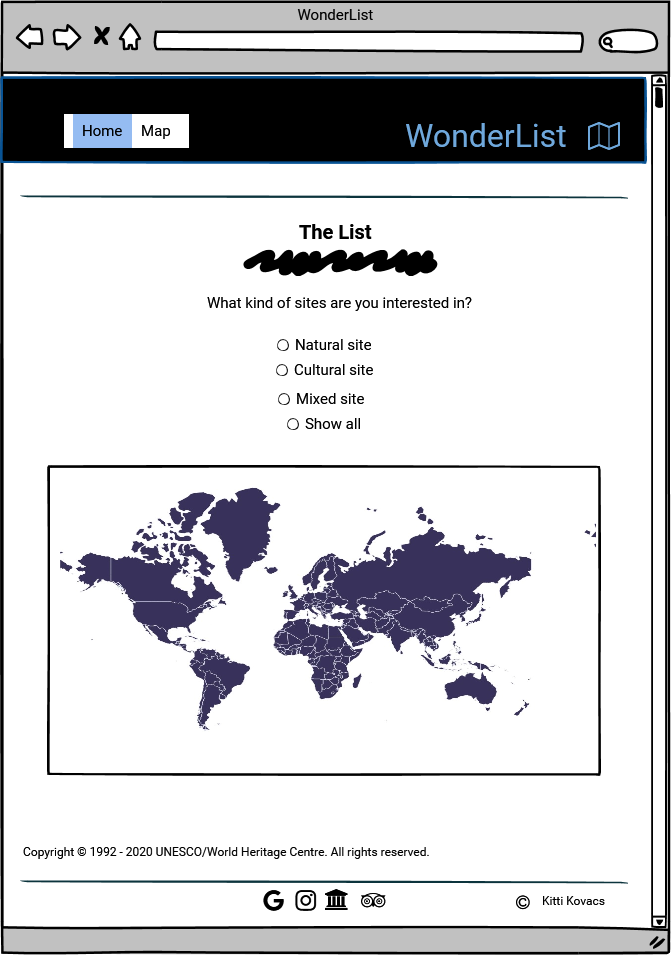 WonderList
Home Map
WonderList
The List
What kind of sites are you interested in?
Natural site
Cultural site
Mixed site
Show all
Copyright © 1992 - 2020 UNESCO/World Heritage Centre. All rights reserved.
© Kitti Kovacs